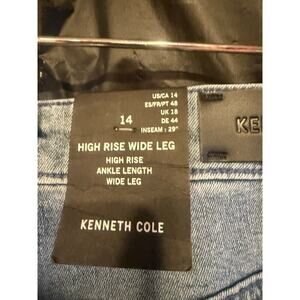 14
US/CA 14
ES/FR/PT 48
UK 18
DE 44
INSEAM : 29"
HIGH RISE WIDE LEG
HIGH RISE
ANKLE LENGTH
WIDE LEG
KENNETH COLE
KE